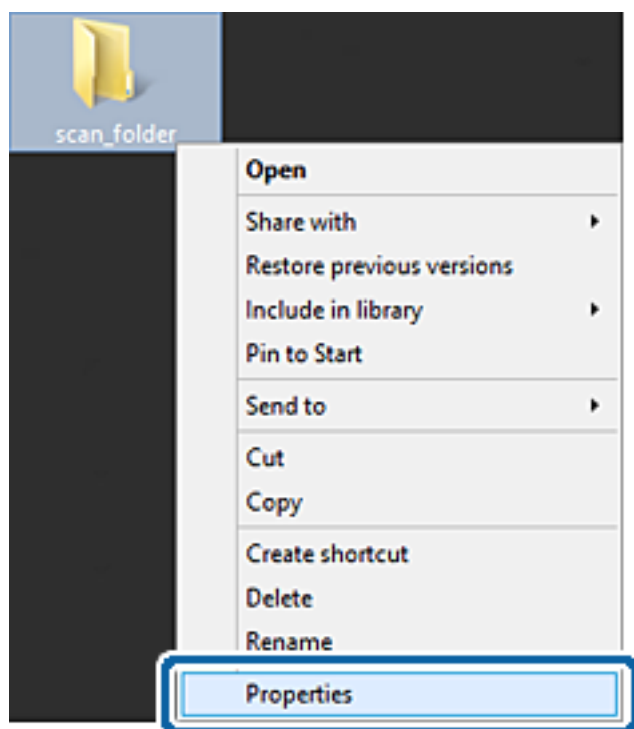 scan_folder
Open
Share with
Restore previous versions
Include in library
Pin to Start
Send to
Cut
Copy
Create shortcut
Delete
Rename
Properties